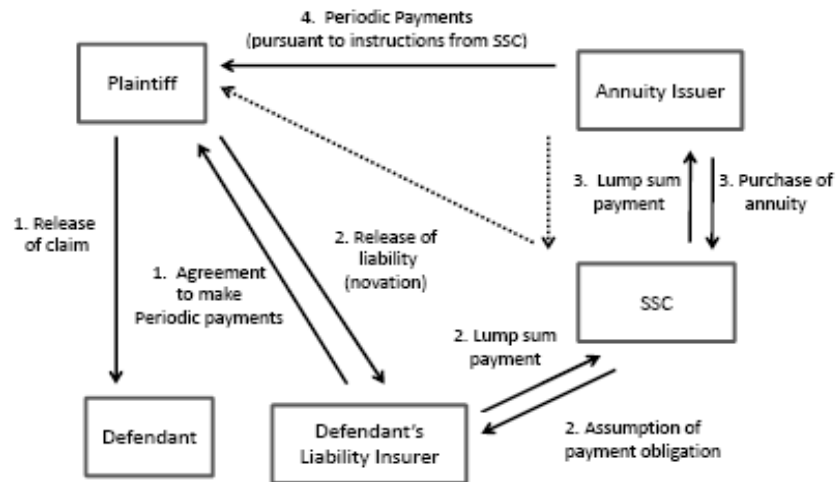 4. Periodic Payments
(pursuant to instructions from SSC)
Plaintiff
Annuity Issuer
3. Lump sum
payment
3. Purchase of
annuity
1. Release
of claim
2. Release of
liability
(novation)
1. Agreement
to make
Periodic payments
SSC
2. Lump sum
payment
Defendant
Defendant's
Liability Insurer
2. Assumption of
payment obligation